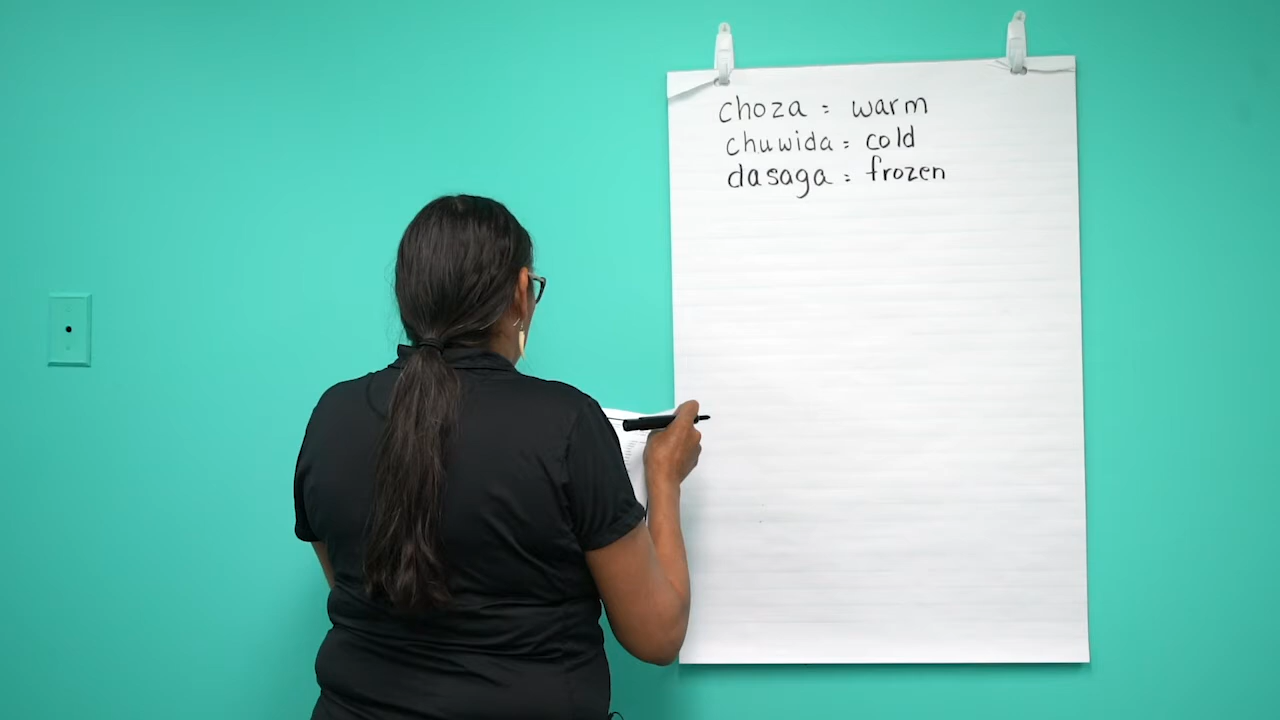 choza = warm
chuwida = cold
dasaga = frozen